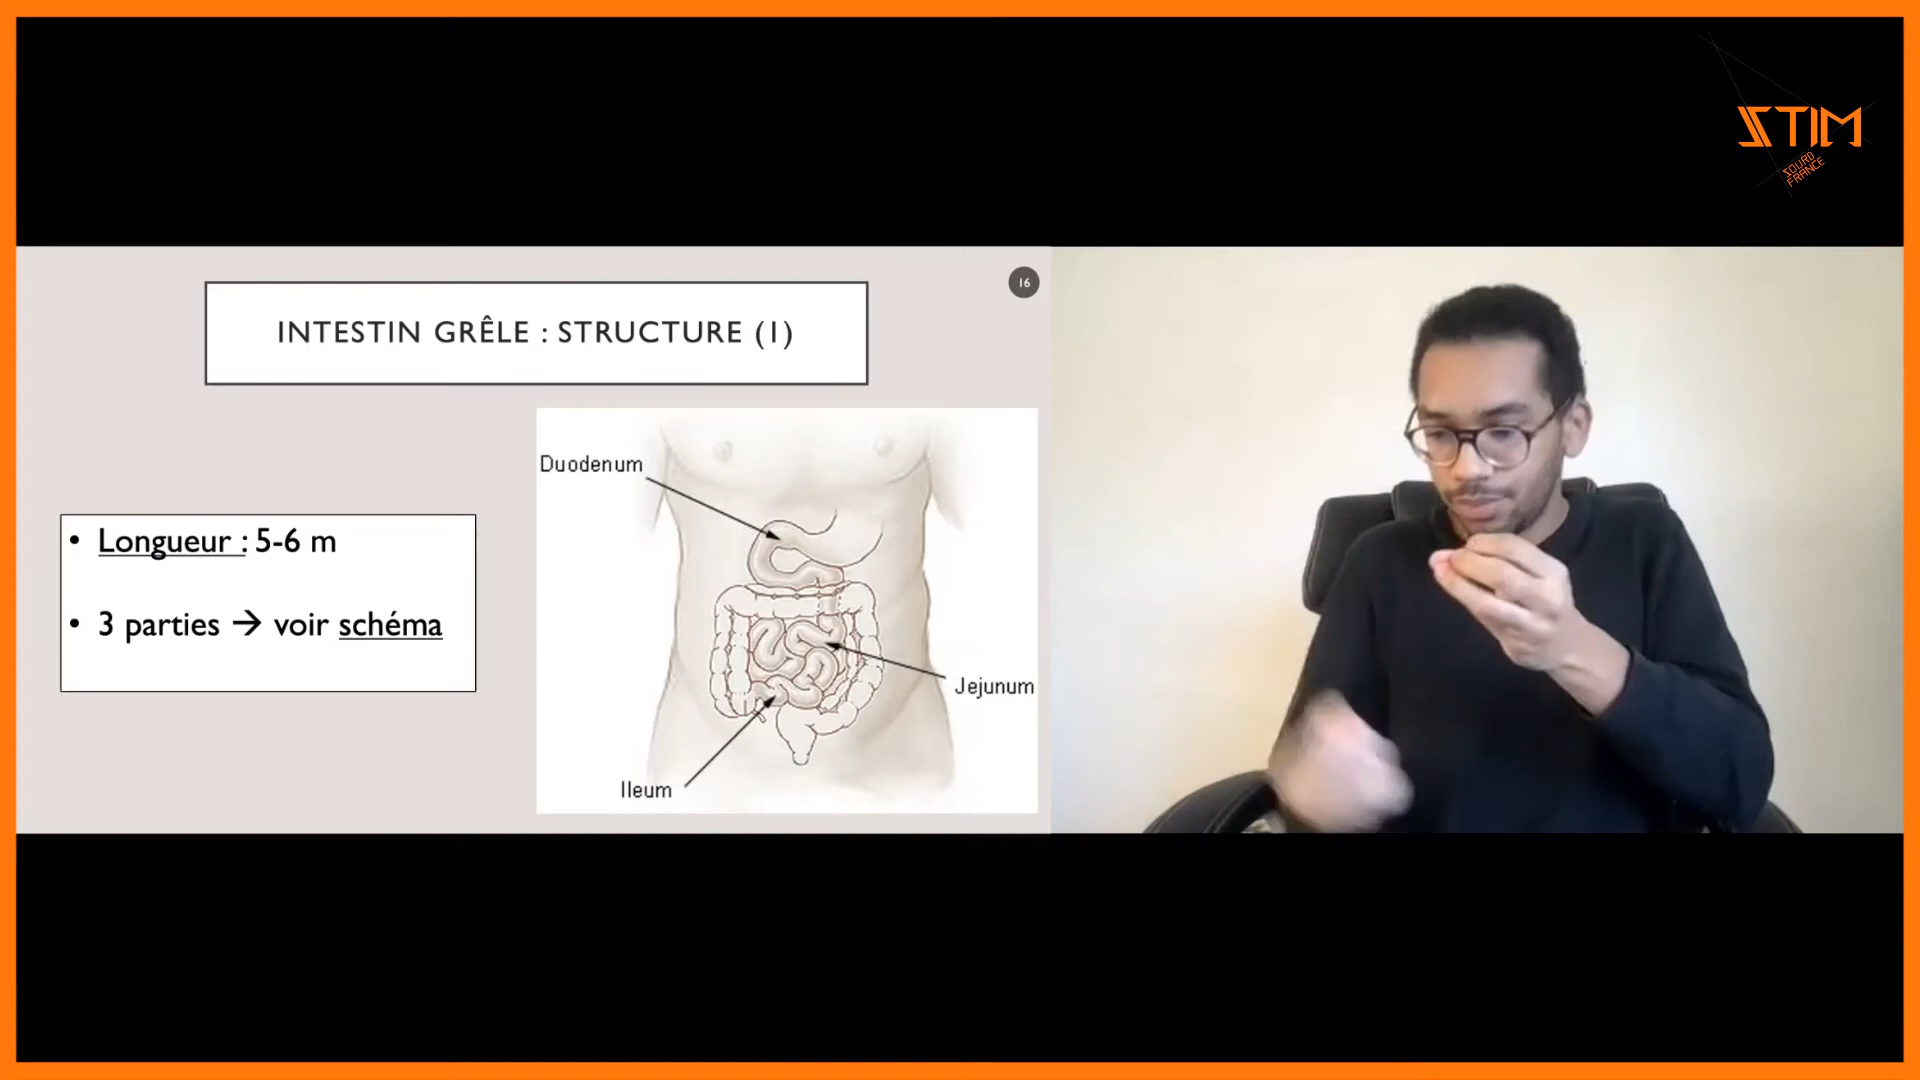 STIM
SOURD
FRANCE
16
INTESTIN GRÊLE : STRUCTURE (1)
• Longueur : 5-6 m
• 3 parties → voir schéma
Duodenum
Jejunum
Ileum